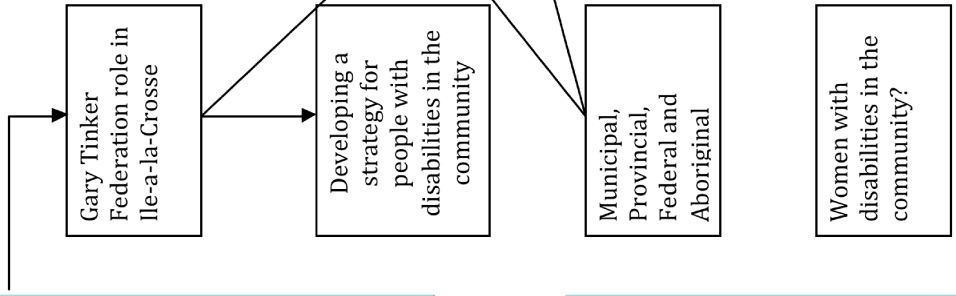 Gary Tinker
Federation role in
Ile-a-la-Crosse
Developing a
strategy for
people with
disabilities in the
community
Municipal,
Provincial,
Federal and
Aboriginal
Women with
disabilities in the
community?